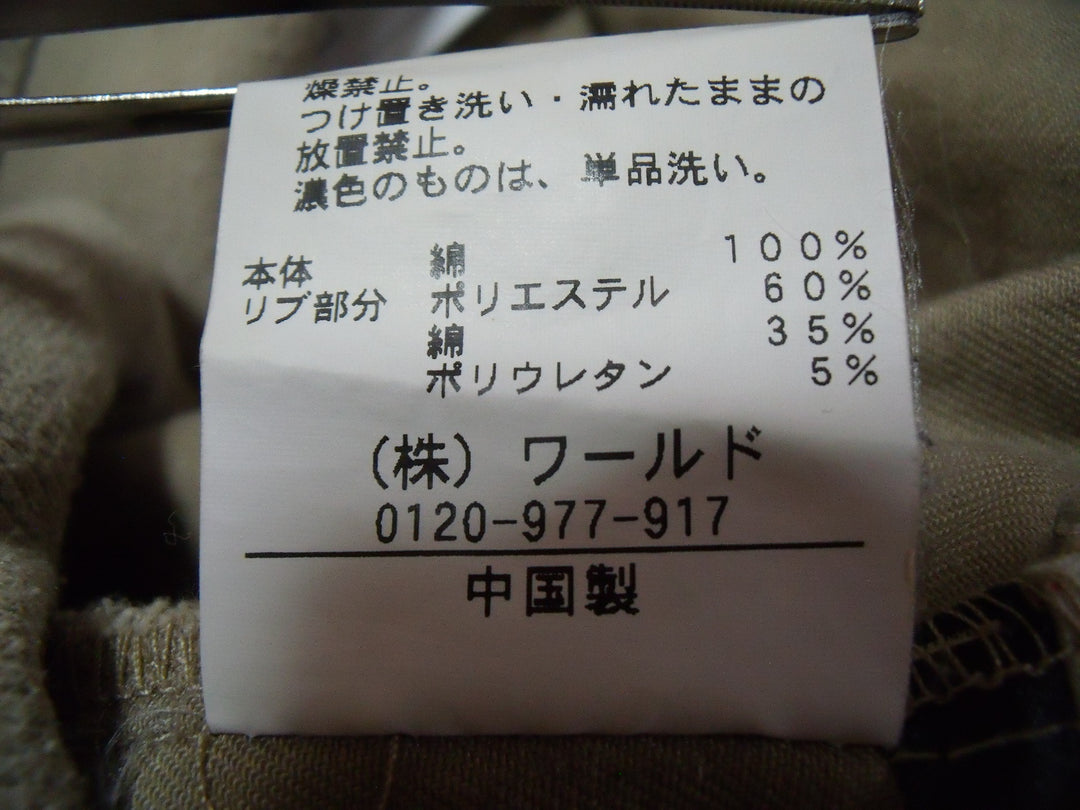 燥禁止。
つけ置き洗い・濡れたままの
放置禁止。
濃色のものは、単品洗い。
本体 綿 100%
リブ部分 ポリエステル 60%
綿 35%
ポリウレタン 5%
(株) ワールド
0120-977-917
中国製